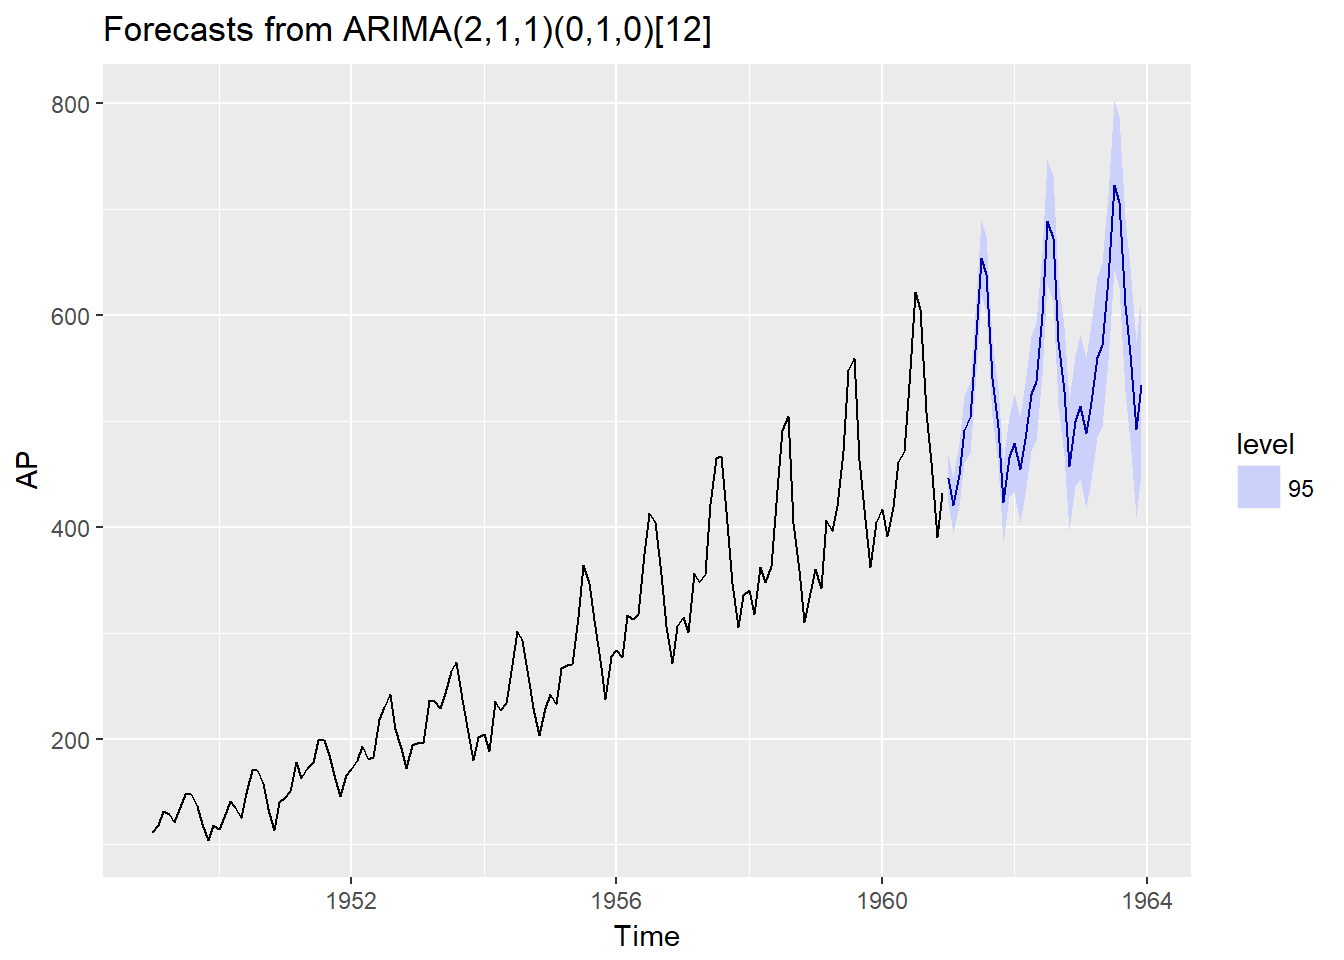 Forecasts from ARIMA(2,1,1)(0,1,0)[12]
800
600
400
200
AP
1952
1956
1960
1964
Time
level
95